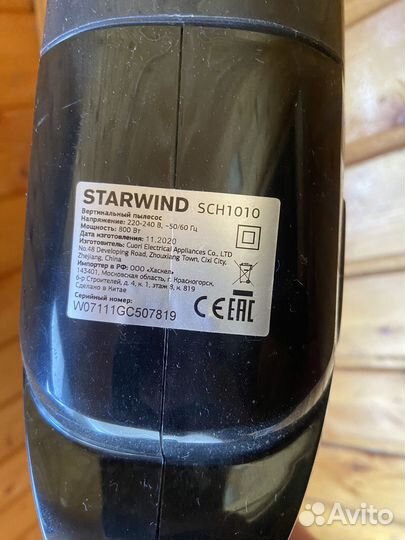 STARWIND SCH1010
Вертикальный пылесос
Напряжение: 220-240 В, ~50/60 Гц
Мощность: 800 Вт
Дата изготовления: 11.2020
Изготовитель: Cuori Electrical Appliances Co., LTD
No.48 Developing Road, Zhouxiang Town, Cixi City,
Zhejiang, China
Импортер в РФ: ООО «Хаскел»
143401, Московская область, г. Красногорск,
б-р Строителей, д. 4, к. 1, этаж 8, к. 819
Сделано в Китае
Серийный номер:
W07111GC507819
CE EAC
Avito